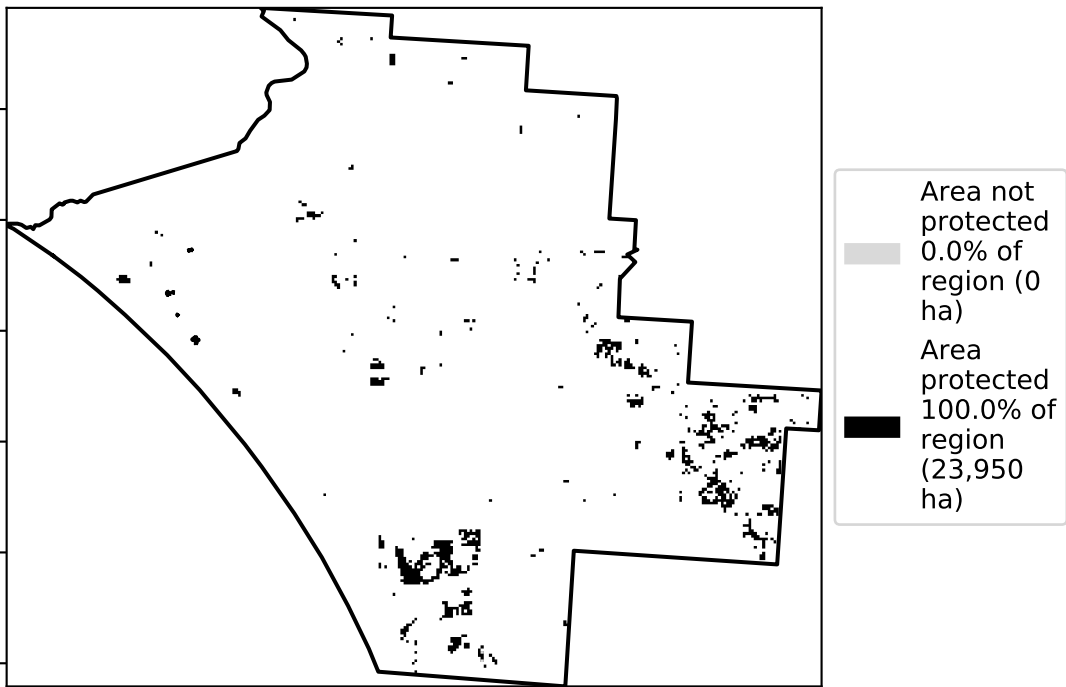 Area not
protected
0.0% of
region (0
ha)
Area
protected
100.0% of
region
(23,950
ha)